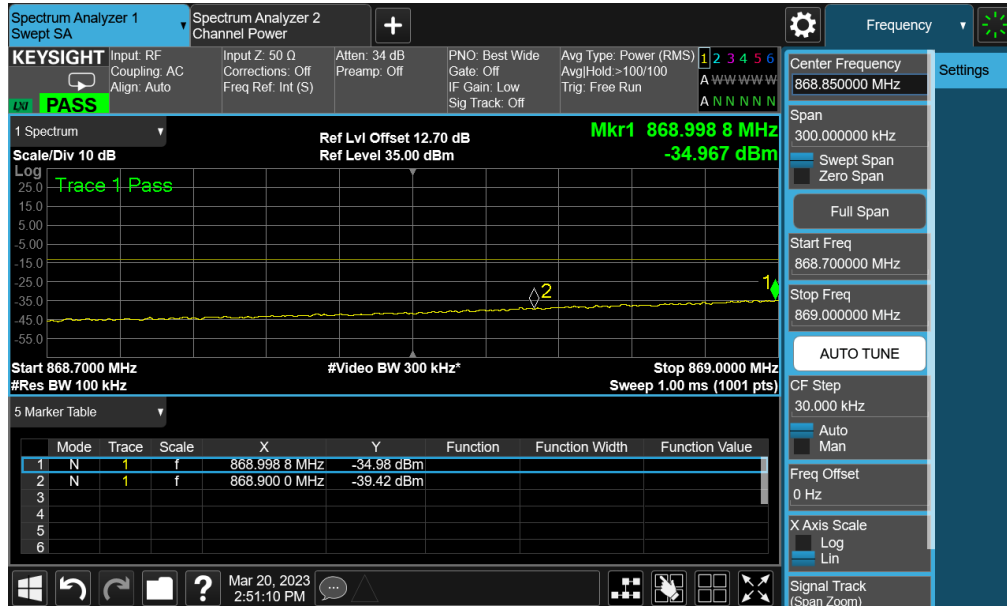 Spectrum Analyzer 1
Swept SA
Spectrum Analyzer 2
Channel Power
Frequency
KEYSIGHT
LXI
PASS
Input: RF
Coupling: AC
Align: Auto
Input Z: 50 Ω
Corrections: Off
Freq Ref: Int (S)
Atten: 34 dB
Preamp: Off
PNO: Best Wide
Gate: Off
IF Gain: Low
Sig Track: Off
Avg Type: Power (RMS)
Avg|Hold:>100/100
Trig: Free Run
1 2 3 4 5 6
A W W W W W
A N N N N N
1 Spectrum
Scale/Div 10 dB
Ref Lvl Offset 12.70 dB
Ref Level 35.00 dBm
Mkr1 868.998 8 MHz
-34.967 dBm
Log
Trace 1 Pass
25.0
15.0
5.00
-5.00
-15.0
-25.0
-35.0
-45.0
-55.0
2
1
Start 868.7000 MHz
#Video BW 300 kHz*
Stop 869.0000 MHz
#Res BW 100 kHz
Sweep 1.00 ms (1001 pts)
5 Marker Table
Mode Trace Scale X Y Function Function Width Function Value
1 N 1 f 868.998 8 MHz -34.98 dBm
2 N 1 f 868.900 0 MHz -39.42 dBm
3
4
5
6
?
Mar 20, 2023
2:51:10 PM
Center Frequency
868.850000 MHz
Settings
Span
300.000000 kHz
Swept Span
Zero Span
Full Span
Start Freq
868.700000 MHz
Stop Freq
869.000000 MHz
AUTO TUNE
CF Step
30.000 kHz
Auto
Man
Freq Offset
0 Hz
X Axis Scale
Log
Lin
Signal Track
(Span Zoom)